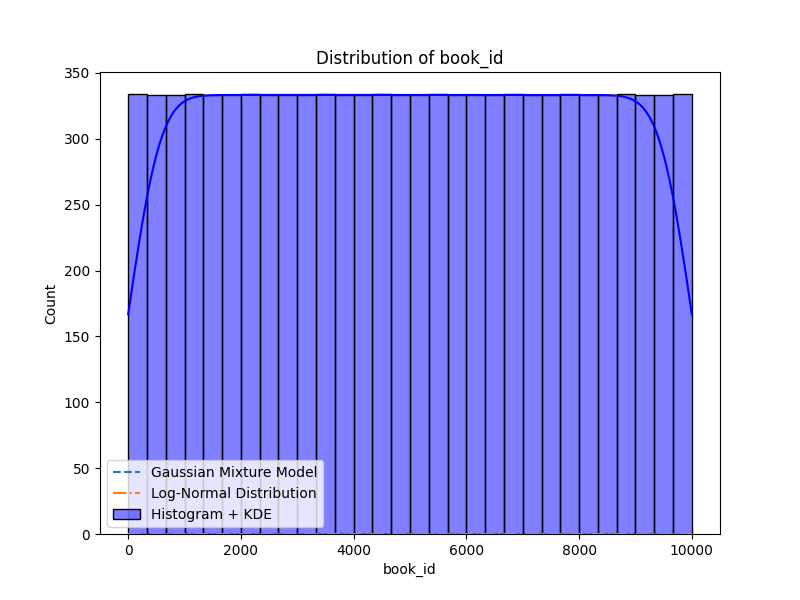 Distribution of book_id
350
300
250
200
150
100
50
0
Count
Gaussian Mixture Model
Log-Normal Distribution
Histogram + KDE
0 2000 4000 6000 8000 10000
book_id